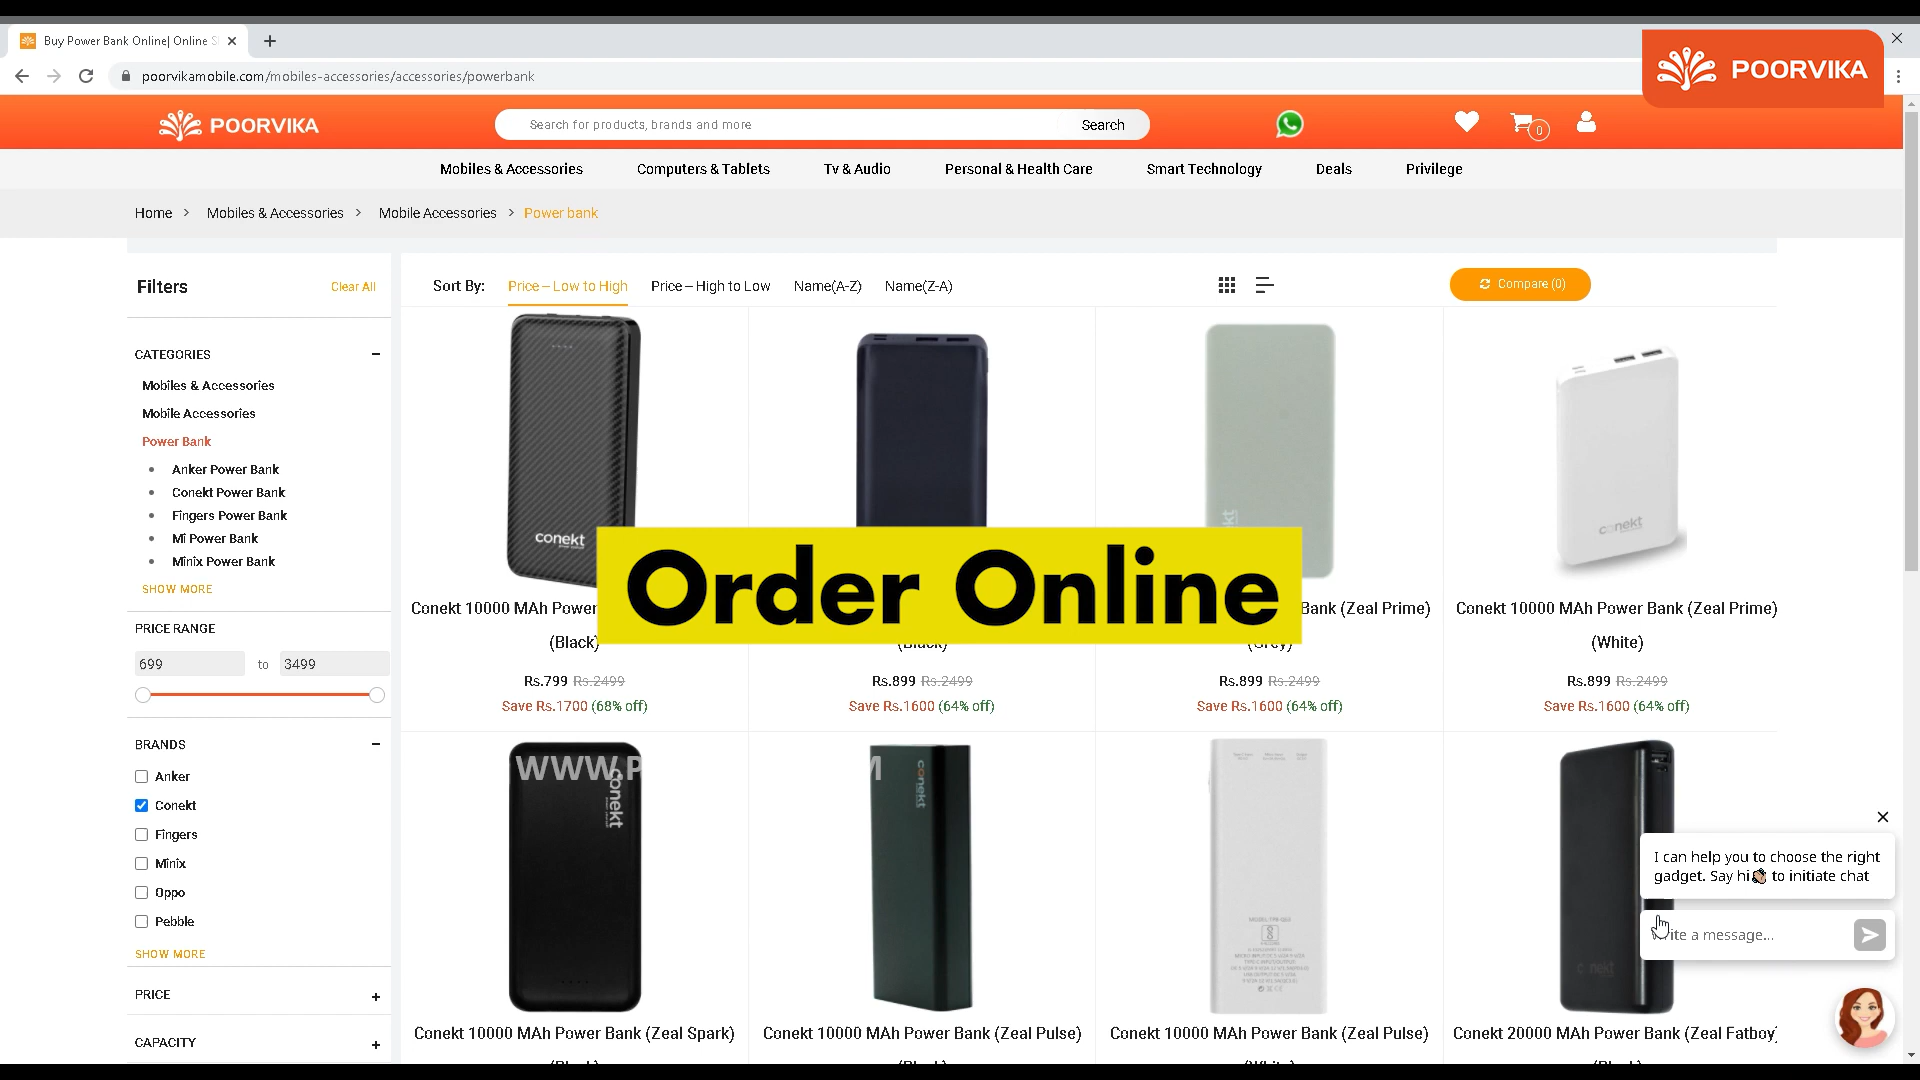 Buy Power Bank Online| Online S
poorvikamobile.com/mobiles-accessories/accessories/powerbank
POORVIKA
POORVIKA
Search for products, brands and more
Search
0
Mobiles & Accessories
Computers & Tablets
Tv & Audio
Personal & Health Care
Smart Technology
Deals
Privilege
Home > Mobiles & Accessories > Mobile Accessories > Power bank
Filters
Clear All
CATEGORIES
Mobiles & Accessories
Mobile Accessories
Power Bank
Anker Power Bank
Conekt Power Bank
Fingers Power Bank
Mi Power Bank
Minix Power Bank
SHOW MORE
PRICE RANGE
699 to 3499
BRANDS
Anker
Conekt
Fingers
Minix
Oppo
Pebble
SHOW MORE
PRICE
CAPACITY
Sort By: Price – Low to High Price – High to Low Name(A-Z) Name(Z-A)
Compare (0)
conekt
conekt
Order Online
Conekt 10000 MAh Power
(Black)
Rs.799 Rs.2499
Save Rs.1700 (68% off)
(Black)
Rs.899 Rs.2499
Save Rs.1600 (64% off)
Bank (Zeal Prime)
(Grey)
Rs.899 Rs.2499
Save Rs.1600 (64% off)
Conekt 10000 MAh Power Bank (Zeal Prime)
(White)
Rs.899 Rs.2499
Save Rs.1600 (64% off)
WWW.P
M
conekt
conekt
Conekt 10000 MAh Power Bank (Zeal Spark)
Conekt 10000 MAh Power Bank (Zeal Pulse)
Conekt 10000 MAh Power Bank (Zeal Pulse)
Conekt 20000 MAh Power Bank (Zeal Fatboy)
I can help you to choose the right
gadget. Say hi👋 to initiate chat
ite a message...